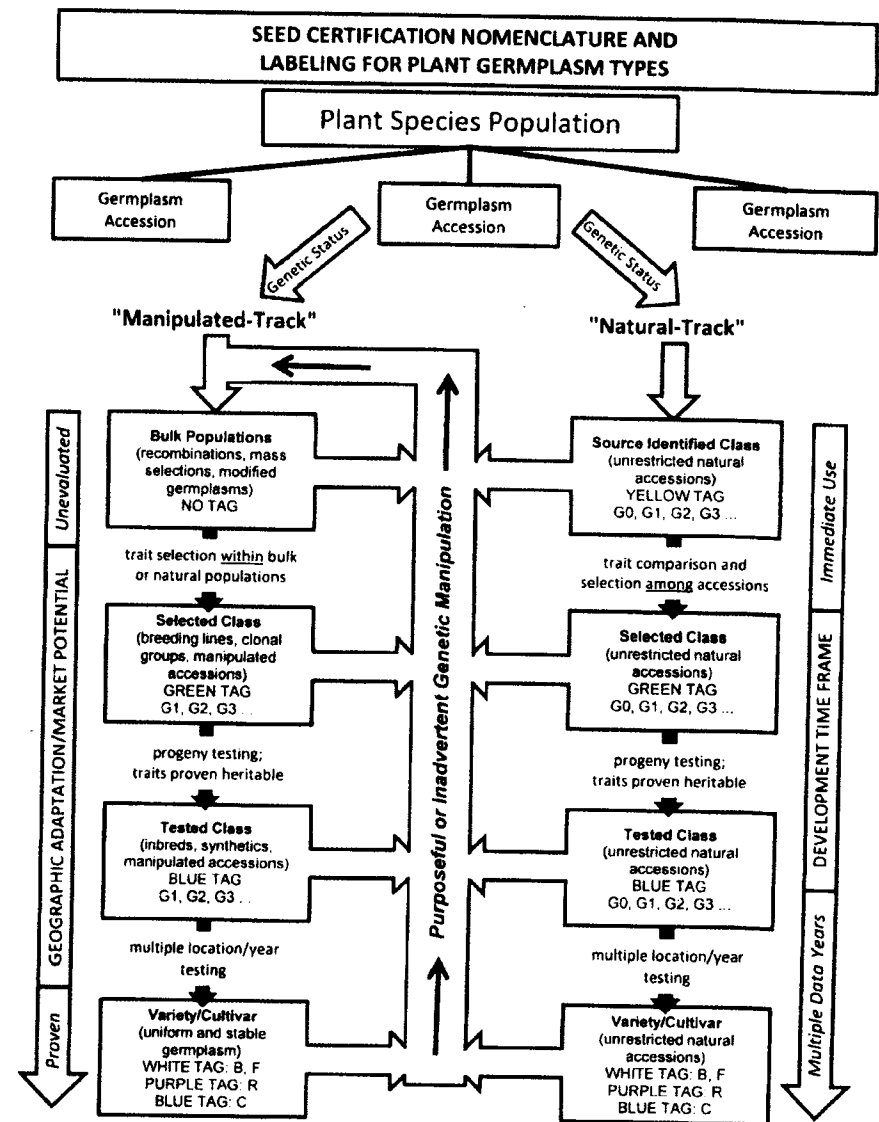 SEED CERTIFICATION NOMENCLATURE AND
LABELING FOR PLANT GERMPLASM TYPES
Plant Species Population
Germplasm
Accession
Germplasm
Accession
Germplasm
Accession
Genetic Status
Genetic Status
"Manipulated-Track"
"Natural-Track"
Unevaluated
GEOGRAPHIC ADAPTATION/MARKET POTENTIAL
Proven
Bulk Populations
(recombinations, mass
selections, modified
germplasms)
NO TAG
trait selection within bulk
or natural populations
Selected Class
(breeding lines, clonal
groups, manipulated
accessions)
GREEN TAG
G1, G2, G3 ..
progeny testing;
traits proven heritable
Tested Class
(inbreds, synthetics,
manipulated accessions)
BLUE TAG
G1, G2, G3 ..
multiple location/year
testing
Variety/Cultivar
(uniform and stable
germplasm)
WHITE TAG: B, F
PURPLE TAG: R
BLUE TAG: C
Purposeful or Inadvertent Genetic Manipulation
Source Identified Class
(unrestricted natural
accessions)
YELLOW TAG
G0, G1, G2, G3 ...
trait comparison and
selection among accessions
Selected Class
(unrestricted natural
accessions)
GREEN TAG
G0, G1, G2, G3 ...
progeny testing;
traits proven heritable
Tested Class
(unrestricted natural
accessions)
BLUE TAG
G0, G1, G2, G3 ...
multiple location/year
testing
Variety/Cultivar
(unrestricted natural
accessions)
WHITE TAG: B, F
PURPLE TAG: R
BLUE TAG: C
Immediate Use
DEVELOPMENT TIME FRAME
Multiple Data Years